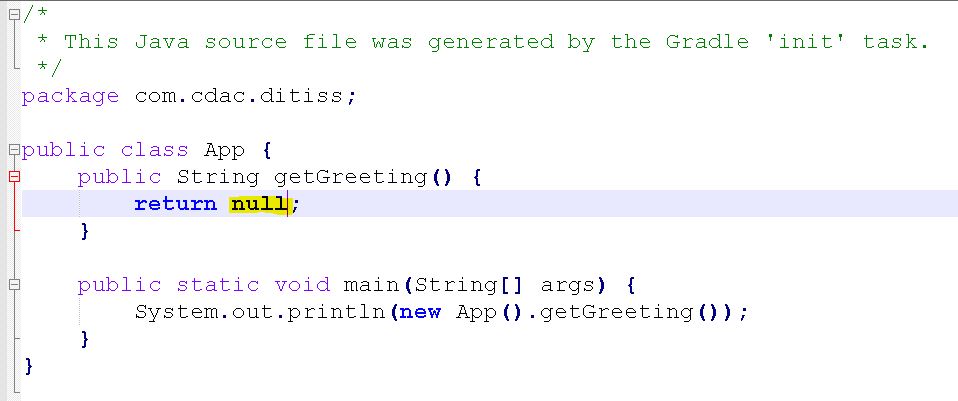 /*
 * This Java source file was generated by the Gradle 'init' task.
 */
package com.cdac.ditiss;
public class App {
    public String getGreeting() {
        return null;
    }
    public static void main(String[] args) {
        System.out.println(new App().getGreeting());
    }
}